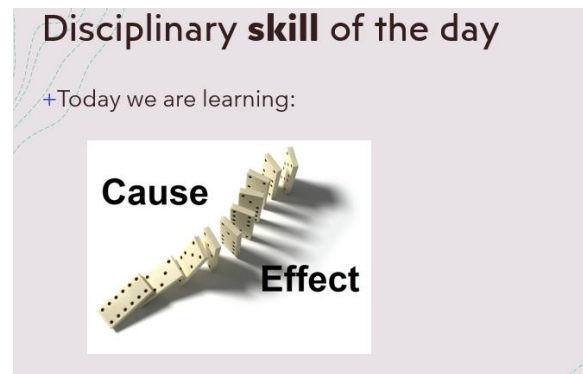 Disciplinary skill of the day
+Today we are learning:
Cause
Effect